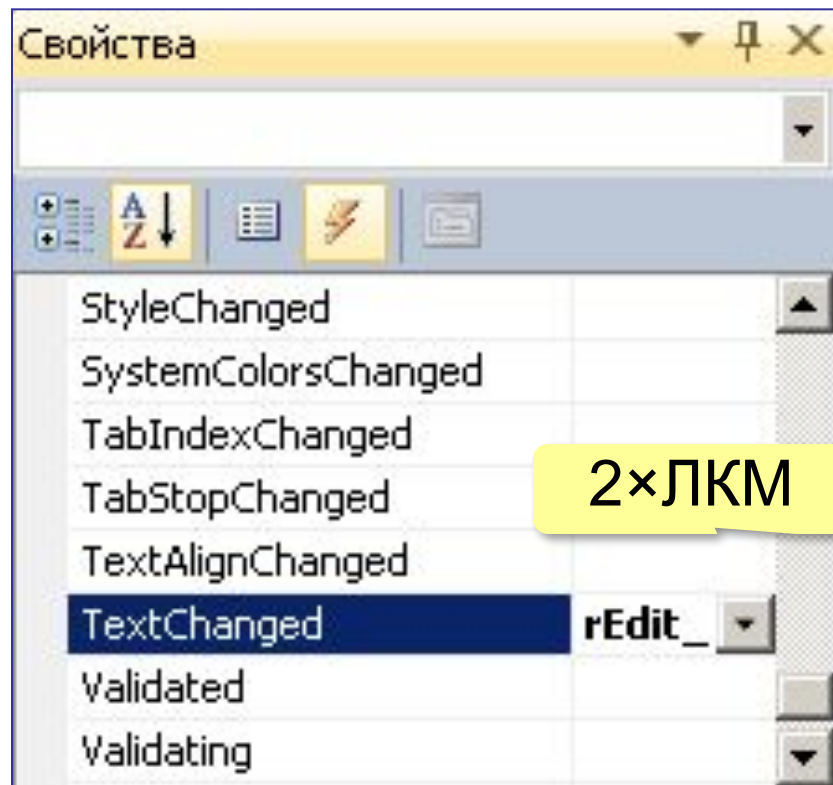 Свойства
A
Z
StyleChanged
SystemColorsChanged
TabIndexChanged
TabStopChanged
2×ЛКМ
TextAlignChanged
TextChanged rEdit_
Validated
Validating